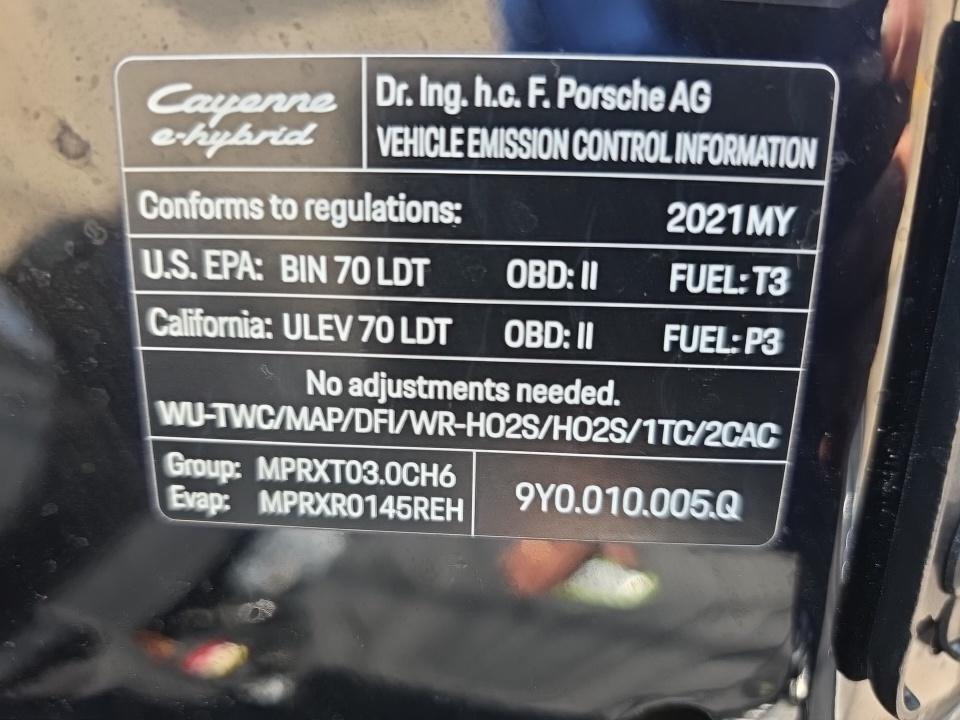 Cayenne
e-hybrid
Dr. Ing. h.c. F. Porsche AG
VEHICLE EMISSION CONTROL INFORMATION
Conforms to regulations: 2021MY
U.S. EPA: BIN 70 LDT OBD: II FUEL: T3
California: ULEV 70 LDT OBD: II FUEL: P3
No adjustments needed.
WU-TWC/MAP/DFI/WR-HO2S/HO2S/1TC/2CAC
Group: MPRXT03.0CH6
Evap: MPRXR0145REH
9Y0.010.005.Q